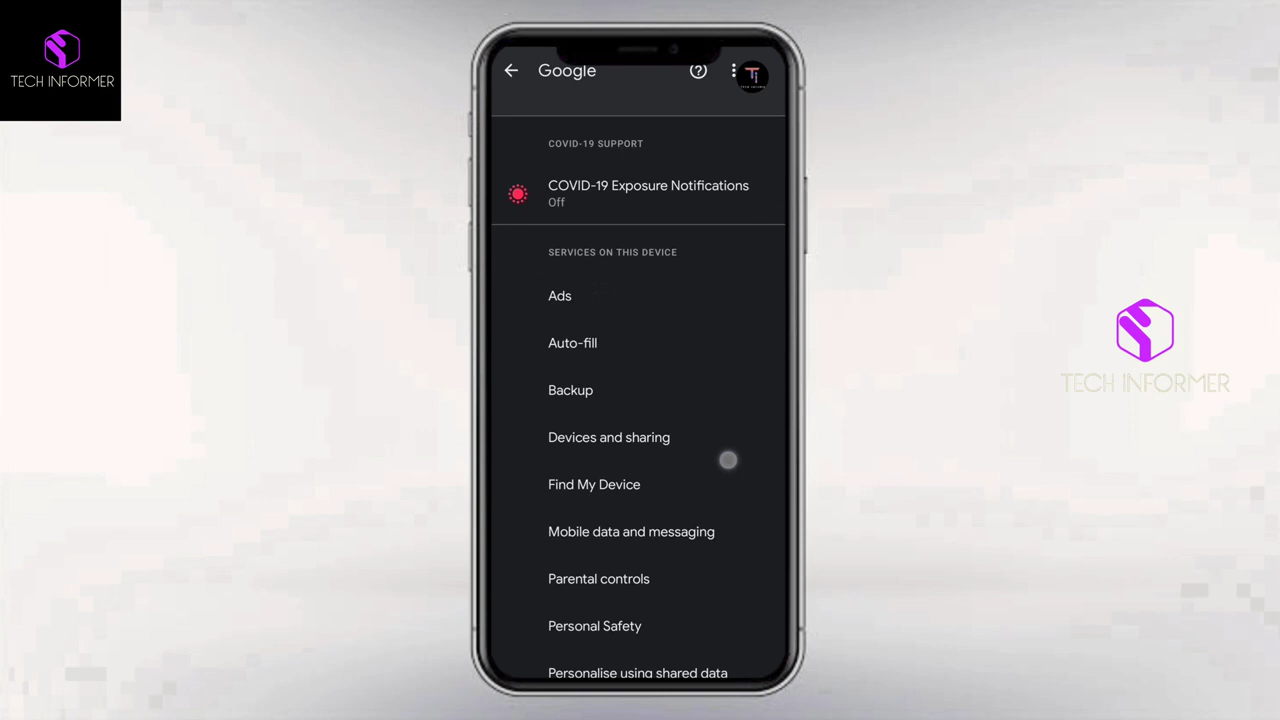 TECH INFORMER
Google
COVID-19 SUPPORT
COVID-19 Exposure Notifications
Off
SERVICES ON THIS DEVICE
Ads
Auto-fill
Backup
Devices and sharing
Find My Device
Mobile data and messaging
Parental controls
Personal Safety
Personalise using shared data
TECH INFORMER